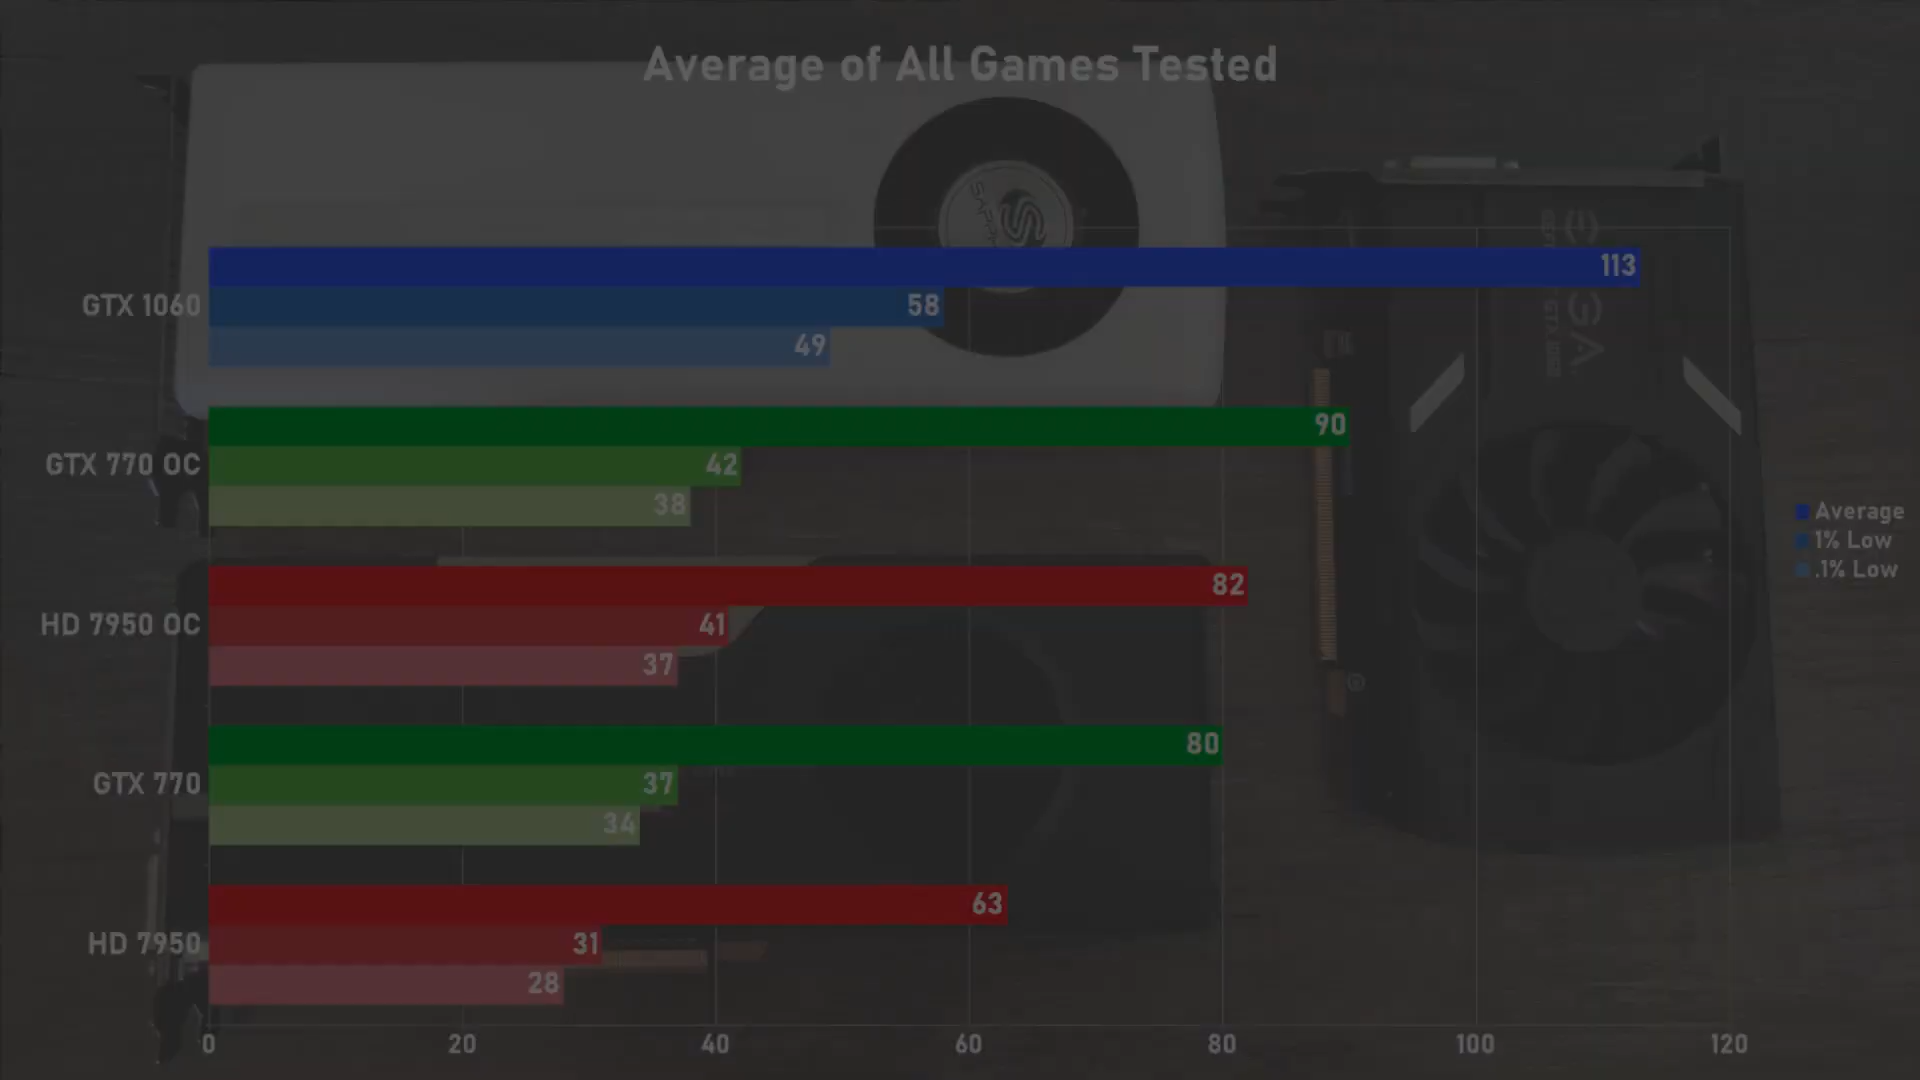 Average of All Games Tested
GTX 1060
113
58
49
GTX 770 OC
90
42
38
HD 7950 OC
82
41
37
GTX 770
80
37
34
HD 7950
63
31
28
0 20 40 60 80 100 120
Average
1% Low
.1% Low
EVGA